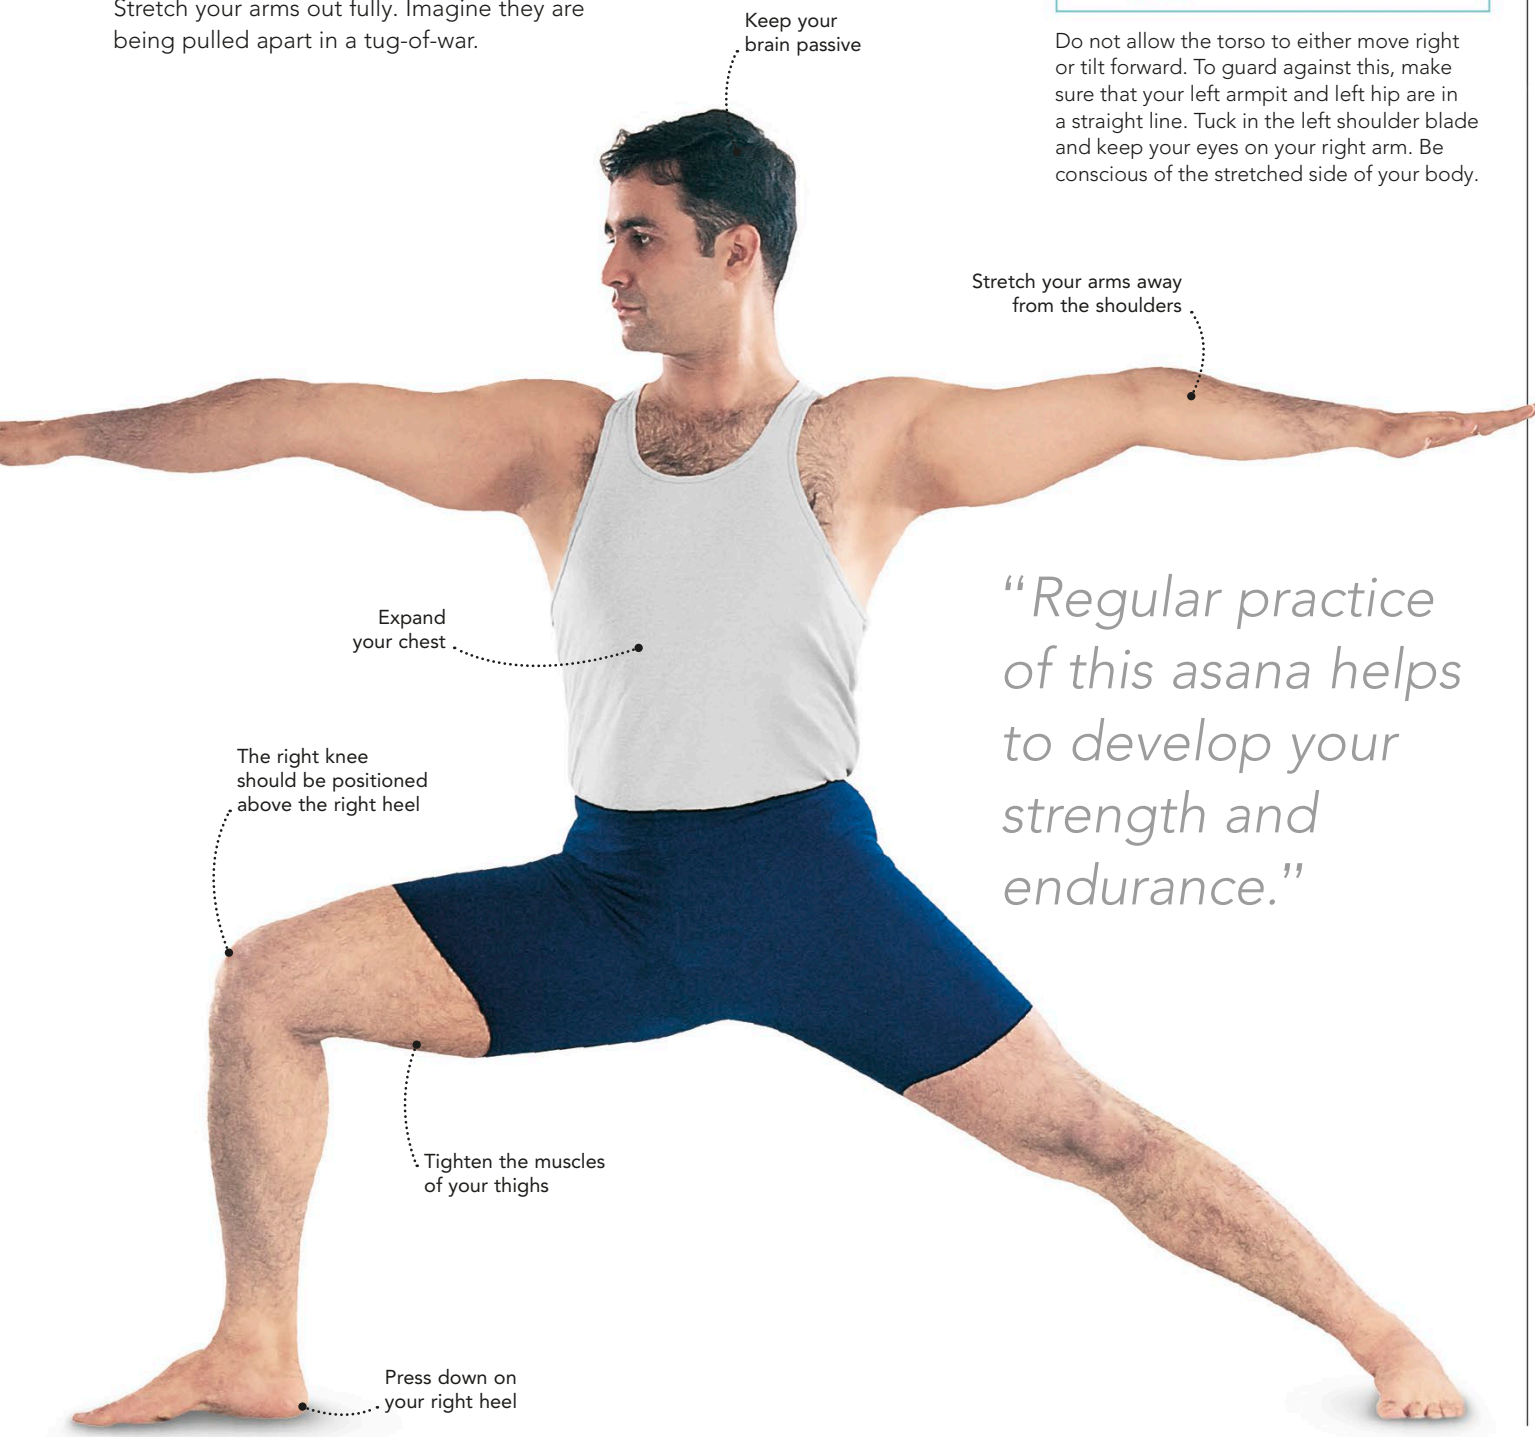 Stretch your arms out fully. Imagine they are
being pulled apart in a tug-of-war.
Keep your
brain passive
Do not allow the torso to either move right
or tilt forward. To guard against this, make
sure that your left armpit and left hip are in
a straight line. Tuck in the left shoulder blade
and keep your eyes on your right arm. Be
conscious of the stretched side of your body.
Stretch your arms away
from the shoulders
Expand
your chest
“Regular practice
of this asana helps
to develop your
strength and
endurance.”
The right knee
should be positioned
above the right heel
Tighten the muscles
of your thighs
Press down on
your right heel